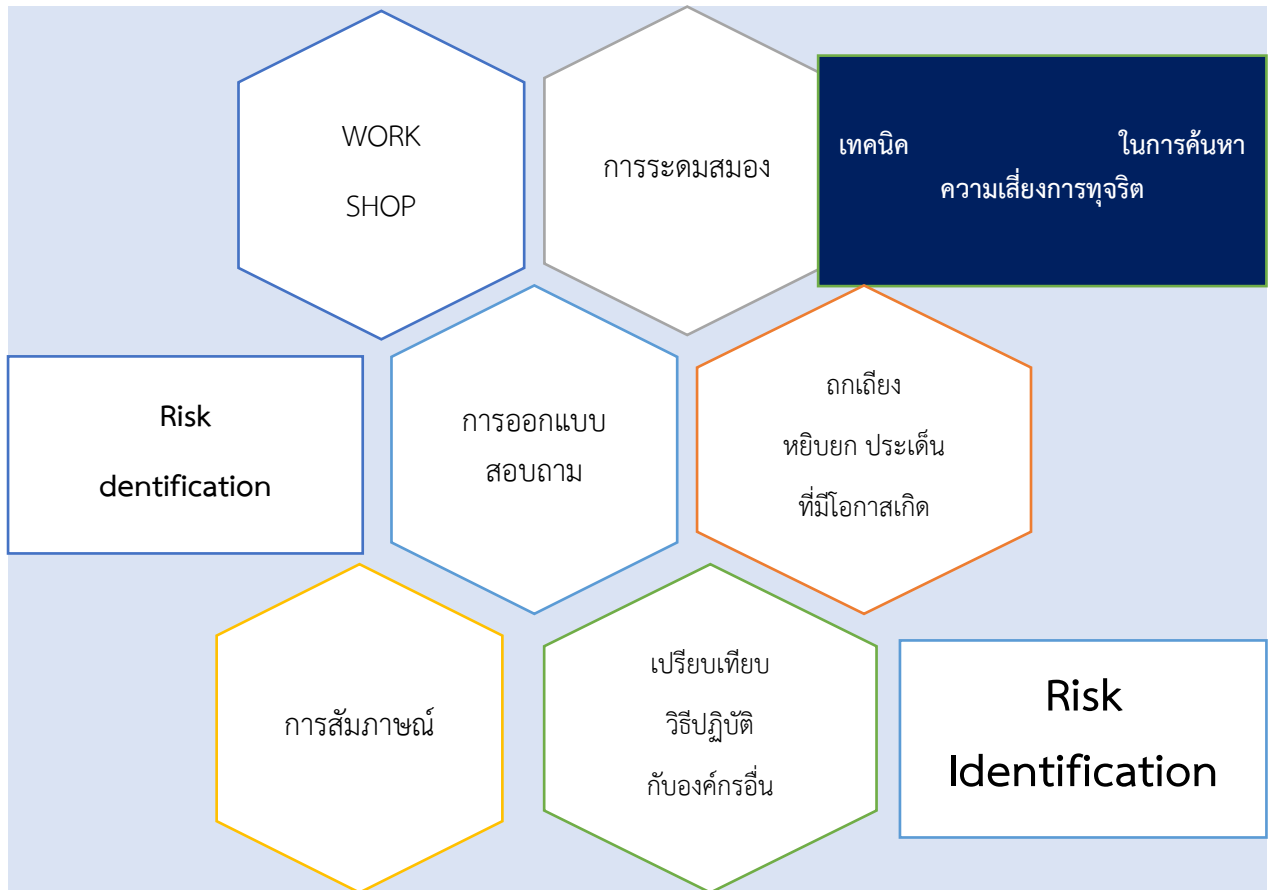 WORK
SHOP
การระดมสมอง
เทคนิค ในการค้นหา
ความเสี่ยงการทุจริต
Risk
dentification
การออกแบบ
สอบถาม
ถกเถียง
หยิบยก ประเด็น
ที่มีโอกาสเกิด
การสัมภาษณ์
เปรียบเทียบ
วิธีปฏิบัติ
กับองค์กรอื่น
Risk
Identification